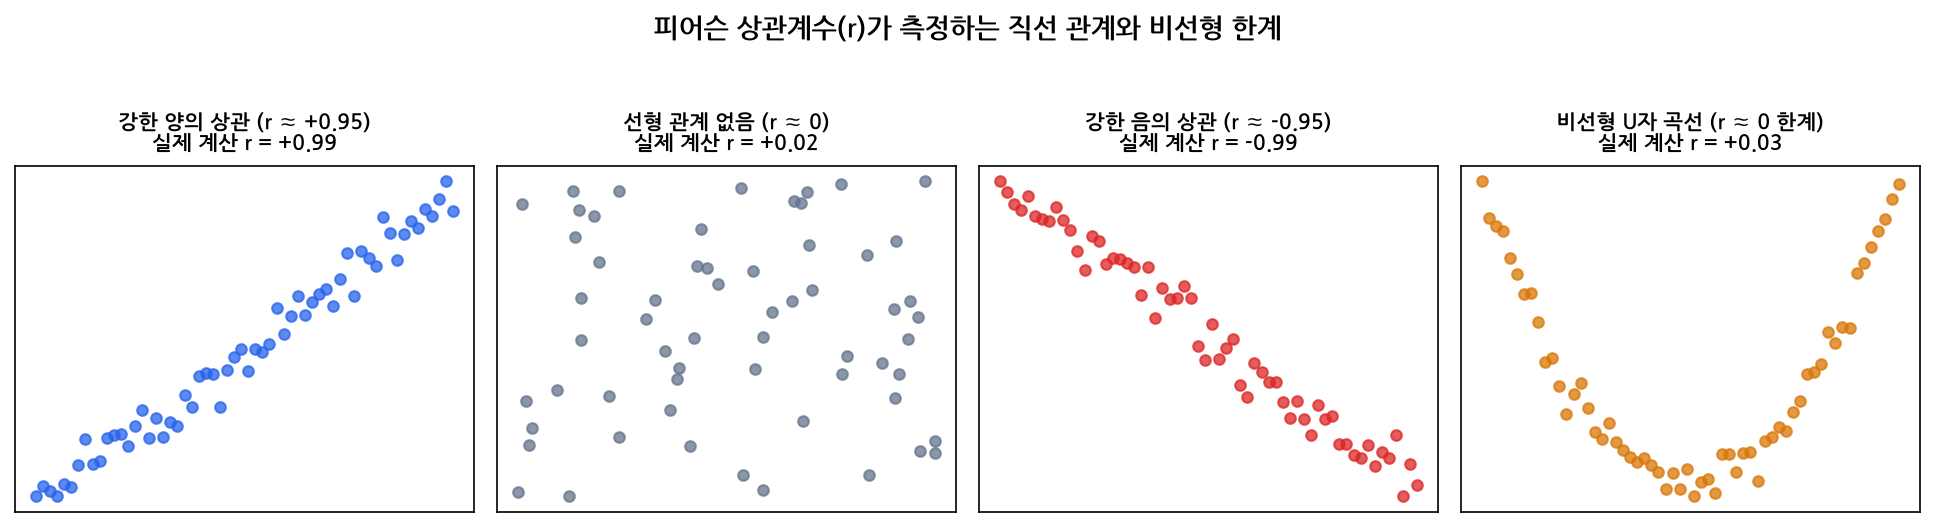 피어슨 상관계수(r)가 측정하는 직선 관계와 비선형 한계
강한 양의 상관 (r ≈ +0.95)
실제 계산 r = +0.99
선형 관계 없음 (r ≈ 0)
실제 계산 r = +0.02
강한 음의 상관 (r ≈ -0.95)
실제 계산 r = -0.99
비선형 U자 곡선 (r ≈ 0 한계)
실제 계산 r = +0.03